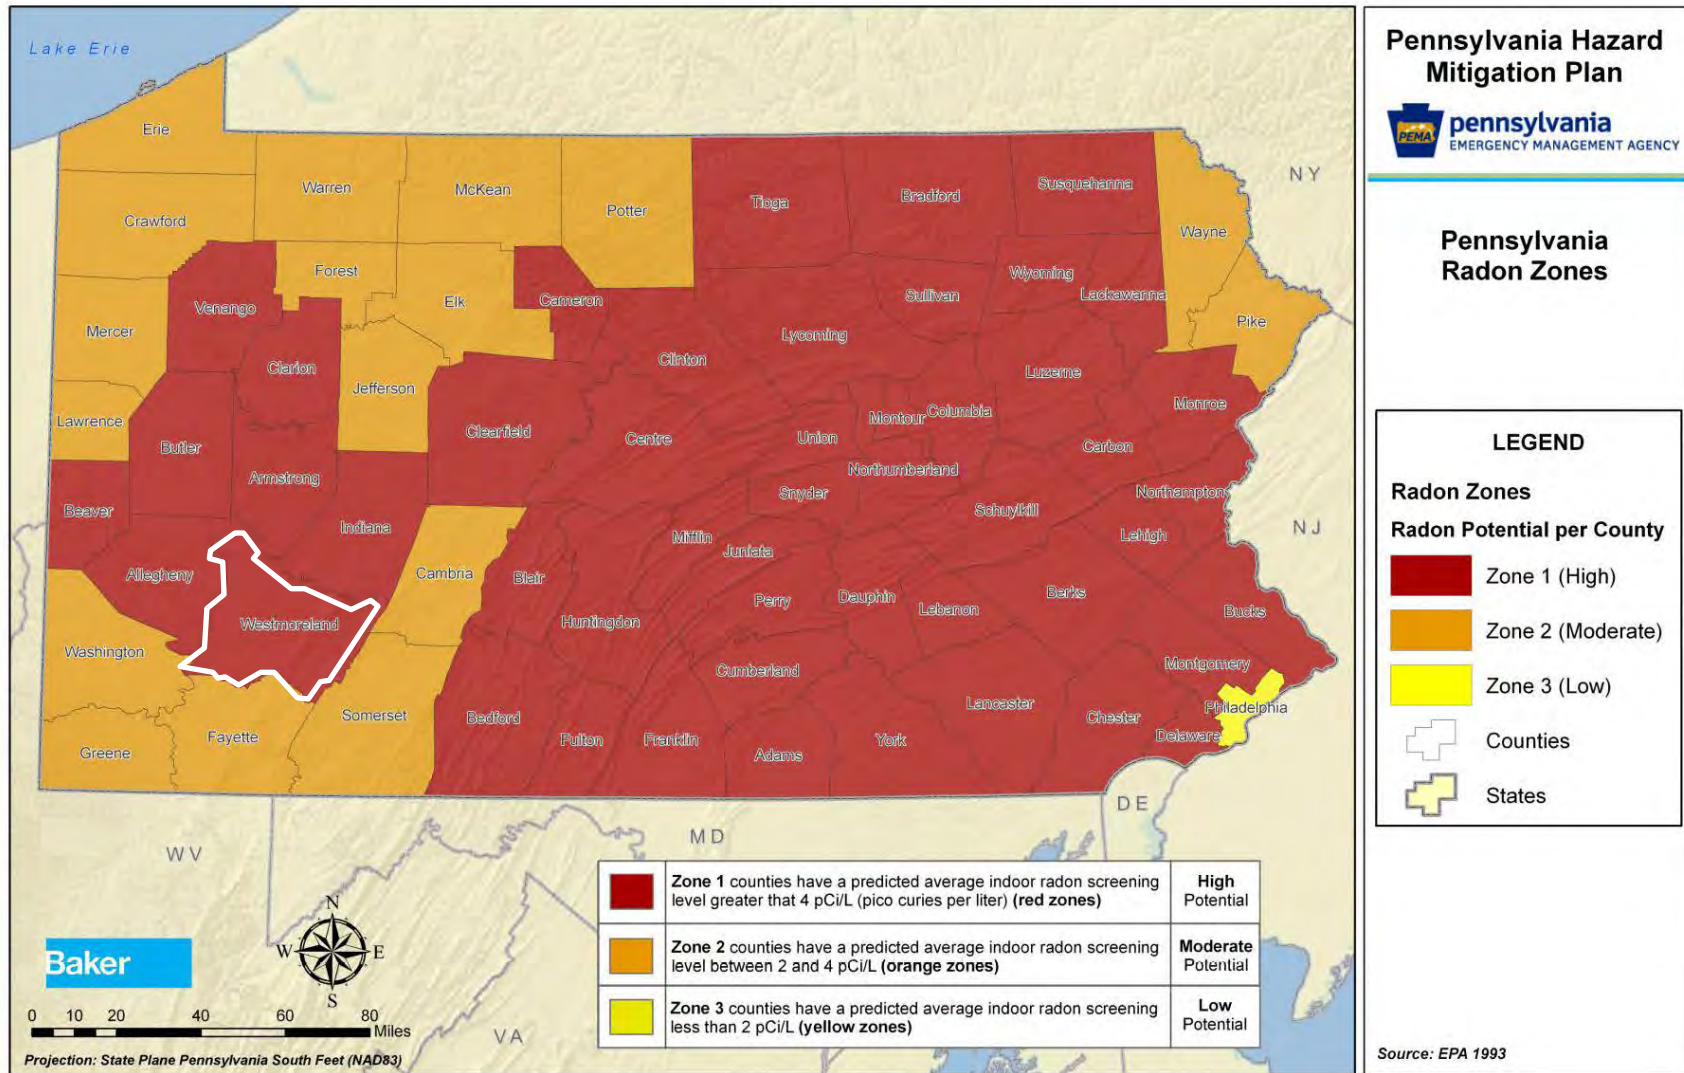 Lake Erie
Erie
Crawford
Warren
McKean
Potter
Tioga
Bradford
Susquehanna
Wayne
NY
Forest
Elk
Cameron
Venango
Mercer
Clarion
Jefferson
Lawrence
Butler
Armstrong
Clearfield
Clinton
Lycoming
Sullivan
Wyoming
Lackawanna
Pike
Luzerne
Monroe
Centre
Union
Montour
Columbia
Carbon
Northumberland
Snyder
Schuylkill
Northampton
Lehigh
NJ
Beaver
Indiana
Allegheny
Westmoreland
Cambria
Blair
Mifflin
Juniata
Huntingdon
Perry
Dauphin
Lebanon
Berks
Bucks
Washington
Cumberland
Montgomery
Philadelphia
Greene
Fayette
Somerset
Bedford
Fulton
Franklin
Adams
York
Lancaster
Chester
Delaware
WV
MD
DE
VA
N
W
E
S
Baker
0 10 20 40 60 80
Miles
Projection: State Plane Pennsylvania South Feet (NAD83)
Zone 1 counties have a predicted average indoor radon screening
level greater that 4 pCi/L (pico curies per liter) (red zones)
High
Potential
Zone 2 counties have a predicted average indoor radon screening
level between 2 and 4 pCi/L (orange zones)
Moderate
Potential
Zone 3 counties have a predicted average indoor radon screening
less than 2 pCi/L (yellow zones)
Low
Potential
Pennsylvania Hazard
Mitigation Plan
PEMA
pennsylvania
EMERGENCY MANAGEMENT AGENCY
Pennsylvania
Radon Zones
LEGEND
Radon Zones
Radon Potential per County
Zone 1 (High)
Zone 2 (Moderate)
Zone 3 (Low)
Counties
States
Source: EPA 1993